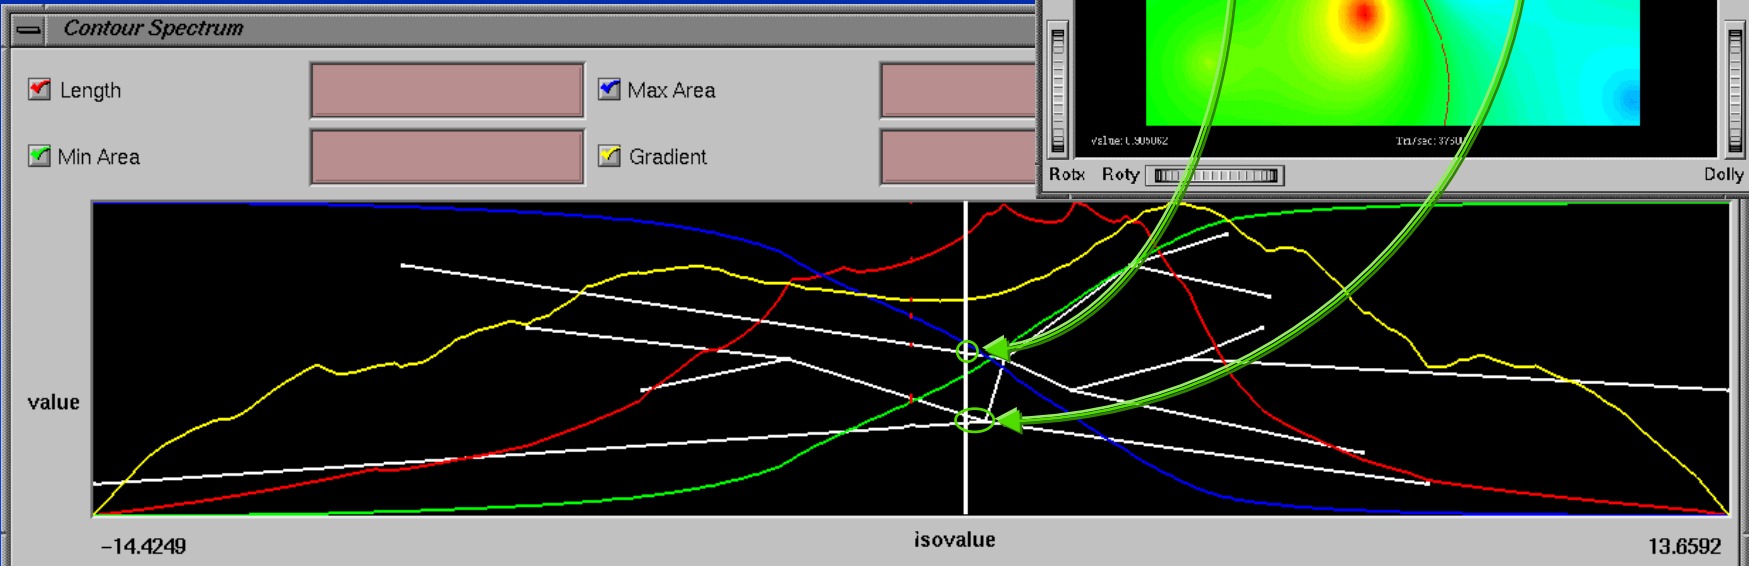 Contour Spectrum
Length
Max Area
Min Area
Gradient
Rotx Roty
Dolly
value
-14.4249
isovalue
13.6592